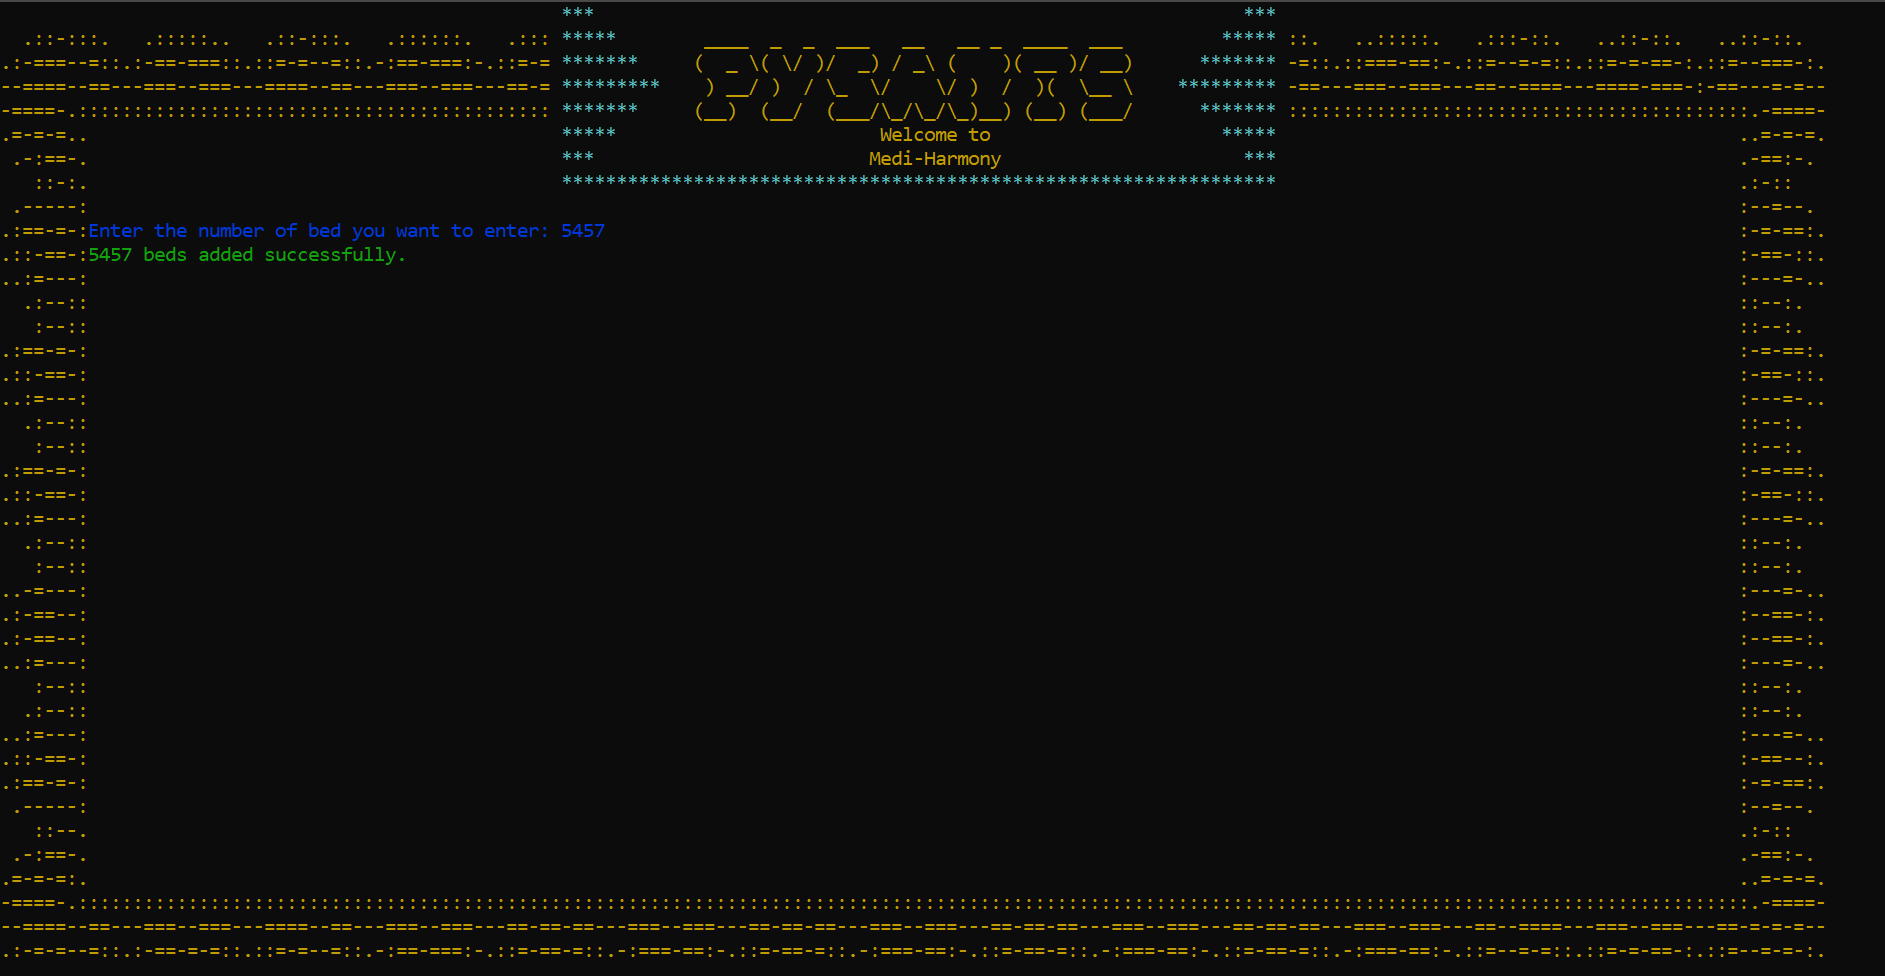 Welcome to
Medi-Harmony
Enter the number of bed you want to enter: 5457
5457 beds added successfully.